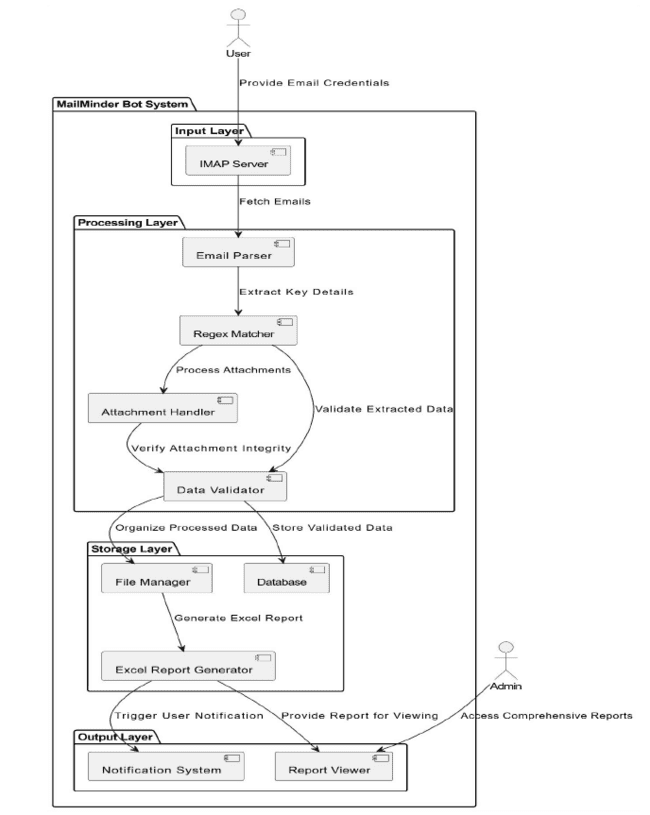 User
Provide Email Credentials
MailMinder Bot System
Input Layer
IMAP Server
Fetch Emails
Processing Layer
Email Parser
Extract Key Details
Regex Matcher
Process Attachments
Attachment Handler
Validate Extracted Data
Verify Attachment Integrity
Data Validator
Organize Processed Data
Store Validated Data
Storage Layer
File Manager
Database
Generate Excel Report
Excel Report Generator
Admin
Trigger User Notification
Provide Report for Viewing
Access Comprehensive Reports
Output Layer
Notification System
Report Viewer